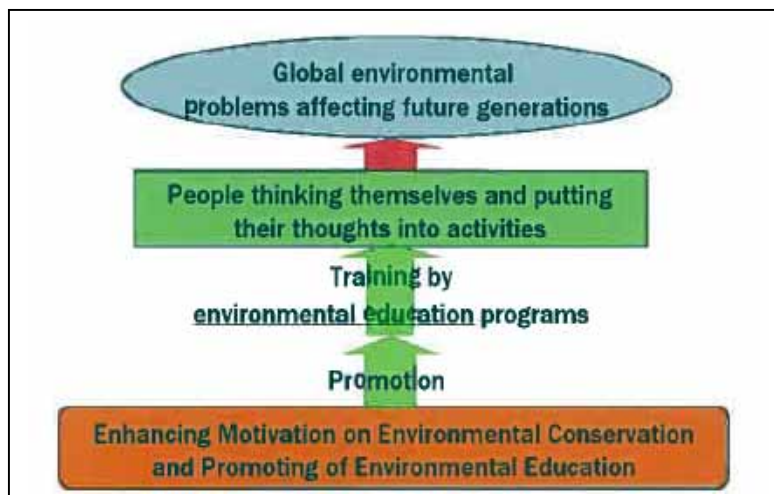 Global environmental
problems affecting future generations
People thinking themselves and putting
their thoughts into activities
Training by
environmental education programs
Promotion
Enhancing Motivation on Environmental Conservation
and Promoting of Environmental Education